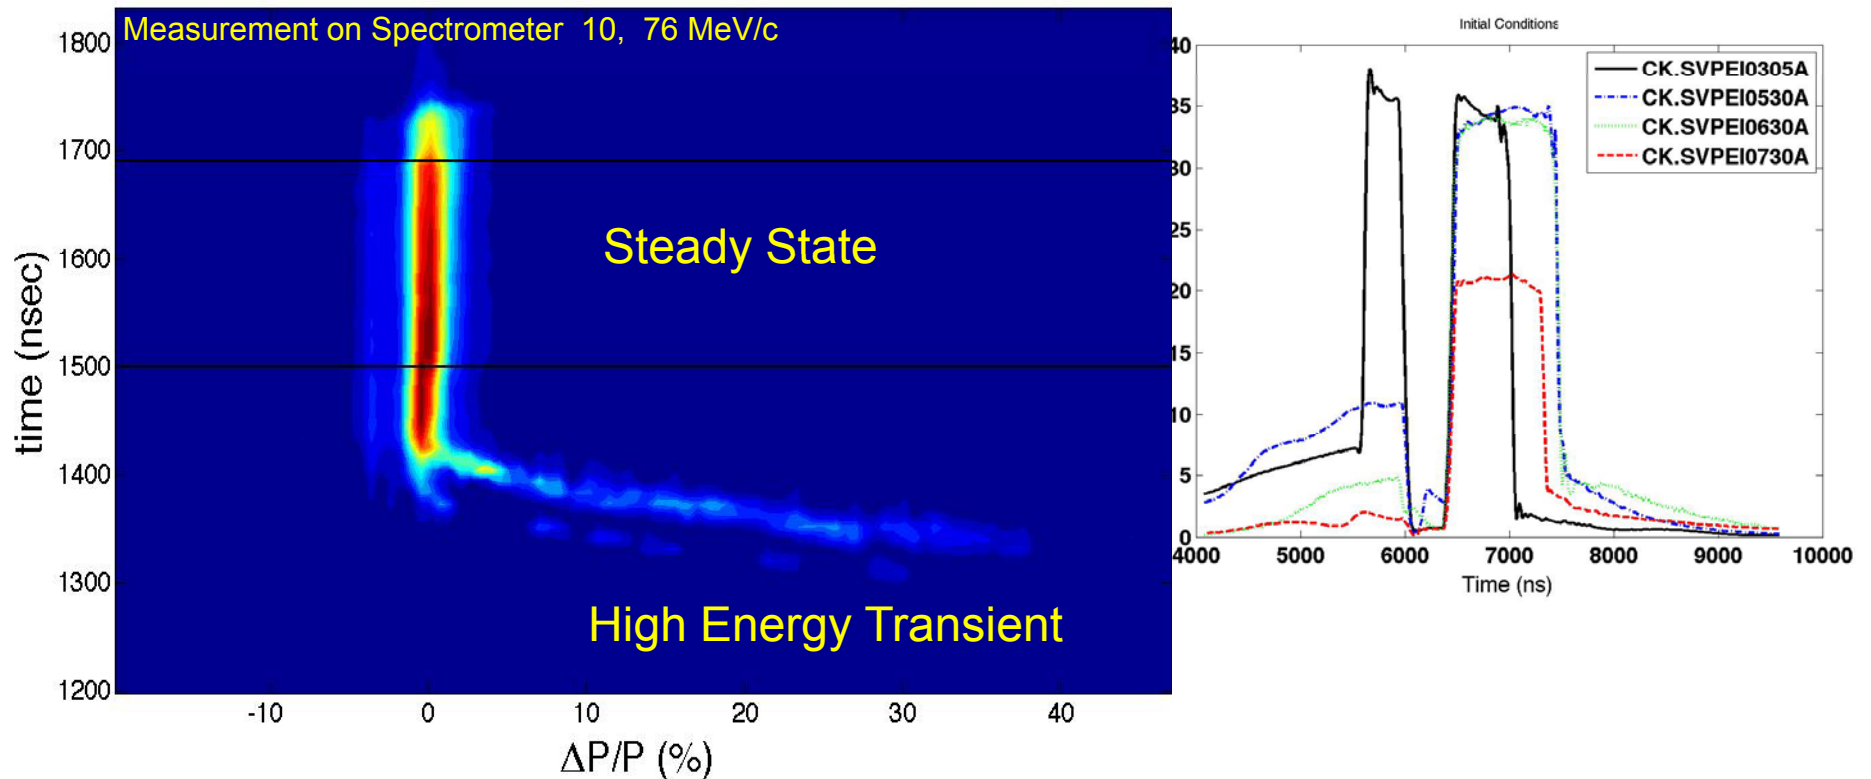 Measurement on Spectrometer 10, 76 MeV/c
1800
1700
1600
1500
1400
1300
1200
time (nsec)
Steady State
High Energy Transient
-10 0 10 20 30 40
ΔP/P (%)
Initial Conditions
40
35
30
25
20
15
10
5
0
CK.SVPEI0305A
CK.SVPEI0530A
CK.SVPEI0630A
CK.SVPEI0730A
4000 5000 6000 7000 8000 9000 10000
Time (ns)